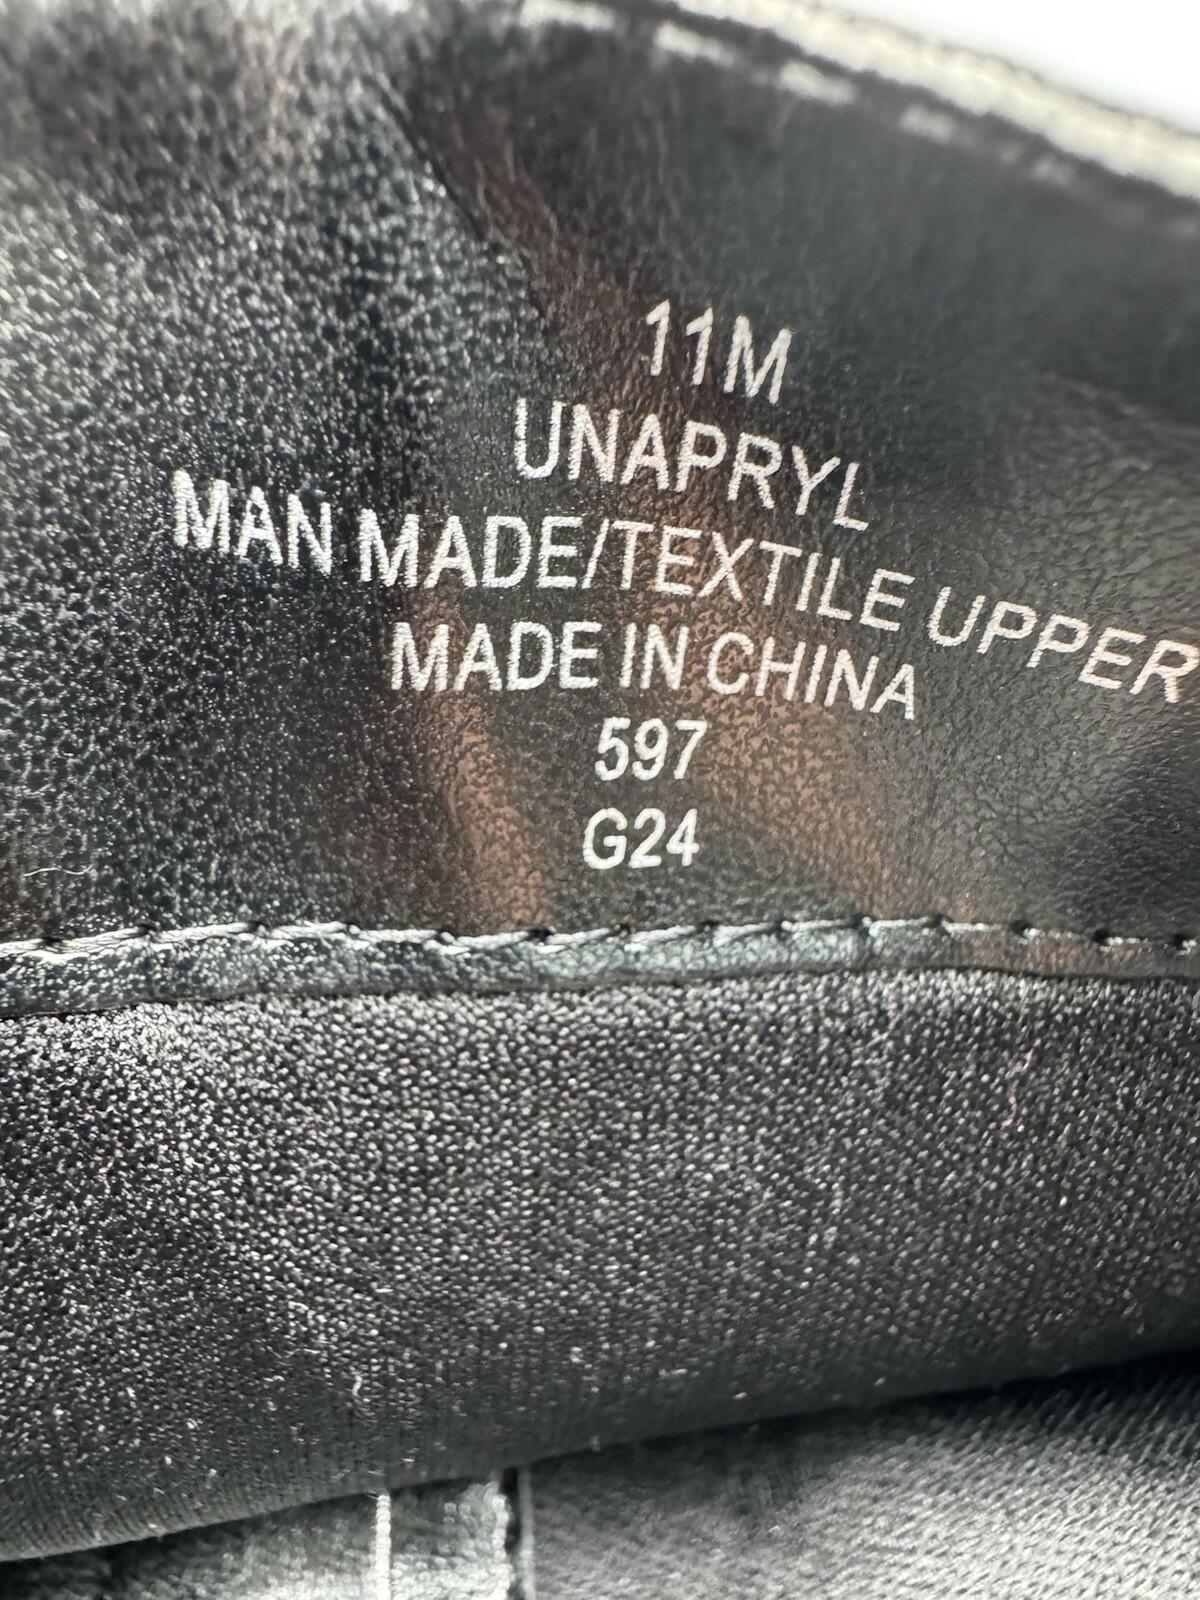 11M
UNAPRYL
MAN MADE/TEXTILE UPPER
MADE IN CHINA
597
G24